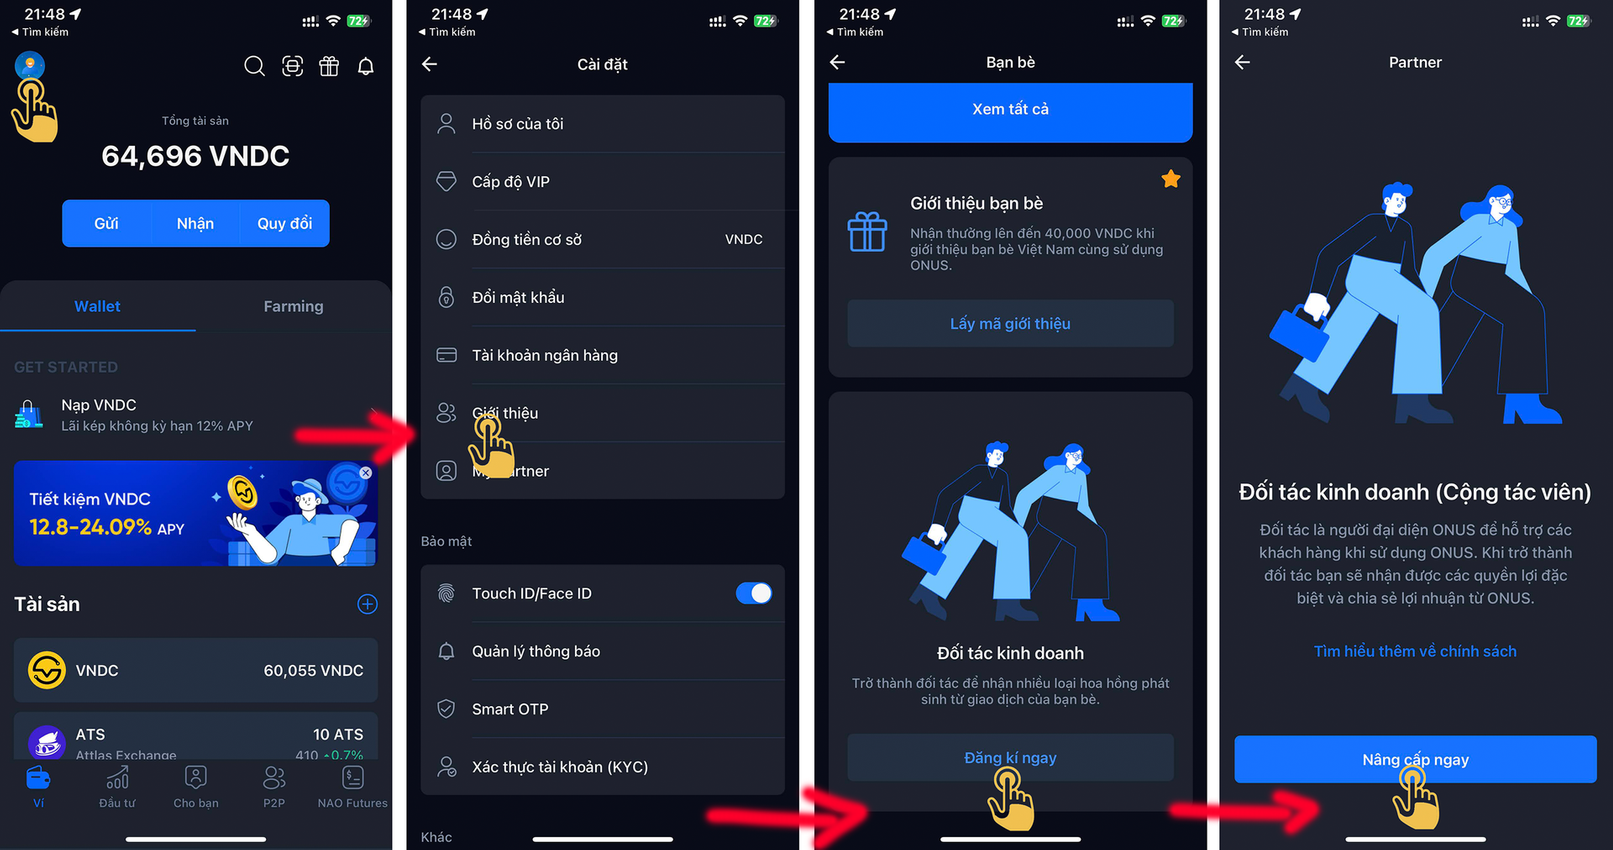 21:48
72
◄ Tìm kiếm
Tổng tài sản
64,696 VNDC
Gửi
Nhận
Quy đổi
Wallet
Farming
GET STARTED
Nạp VNDC
Lãi kép không kỳ hạn 12% APY
Tiết kiệm VNDC
12.8-24.09% APY
Tài sản
VNDC
60,055 VNDC
ATS
10 ATS
Attlas Exchange
410 0.7%
Ví
Đầu tư
Cho bạn
P2P
NAO Futures
21:48
72
◄ Tìm kiếm
Cài đặt
Hồ sơ của tôi
Cấp độ VIP
Đồng tiền cơ sở
VNDC
Đổi mật khẩu
Tài khoản ngân hàng
Giới thiệu
Bảo mật
Touch ID/Face ID
Quản lý thông báo
Smart OTP
Xác thực tài khoản (KYC)
Khác
21:48
72
◄ Tìm kiếm
Bạn bè
Xem tất cả
Giới thiệu bạn bè
Nhận thưởng lên đến 40,000 VNDC khi
giới thiệu bạn bè Việt Nam cùng sử dụng
ONUS.
Lấy mã giới thiệu
Đối tác kinh doanh
Trở thành đối tác để nhận nhiều loại hoa hồng phát
sinh từ giao dịch của bạn bè.
Đăng kí ngay
21:48
72
◄ Tìm kiếm
Partner
Đối tác kinh doanh (Cộng tác viên)
Đối tác là người đại diện ONUS để hỗ trợ các
khách hàng khi sử dụng ONUS. Khi trở thành
đối tác bạn sẽ nhận được các quyền lợi đặc
biệt và chia sẻ lợi nhuận từ ONUS.
Tìm hiểu thêm về chính sách
Nâng cấp ngay